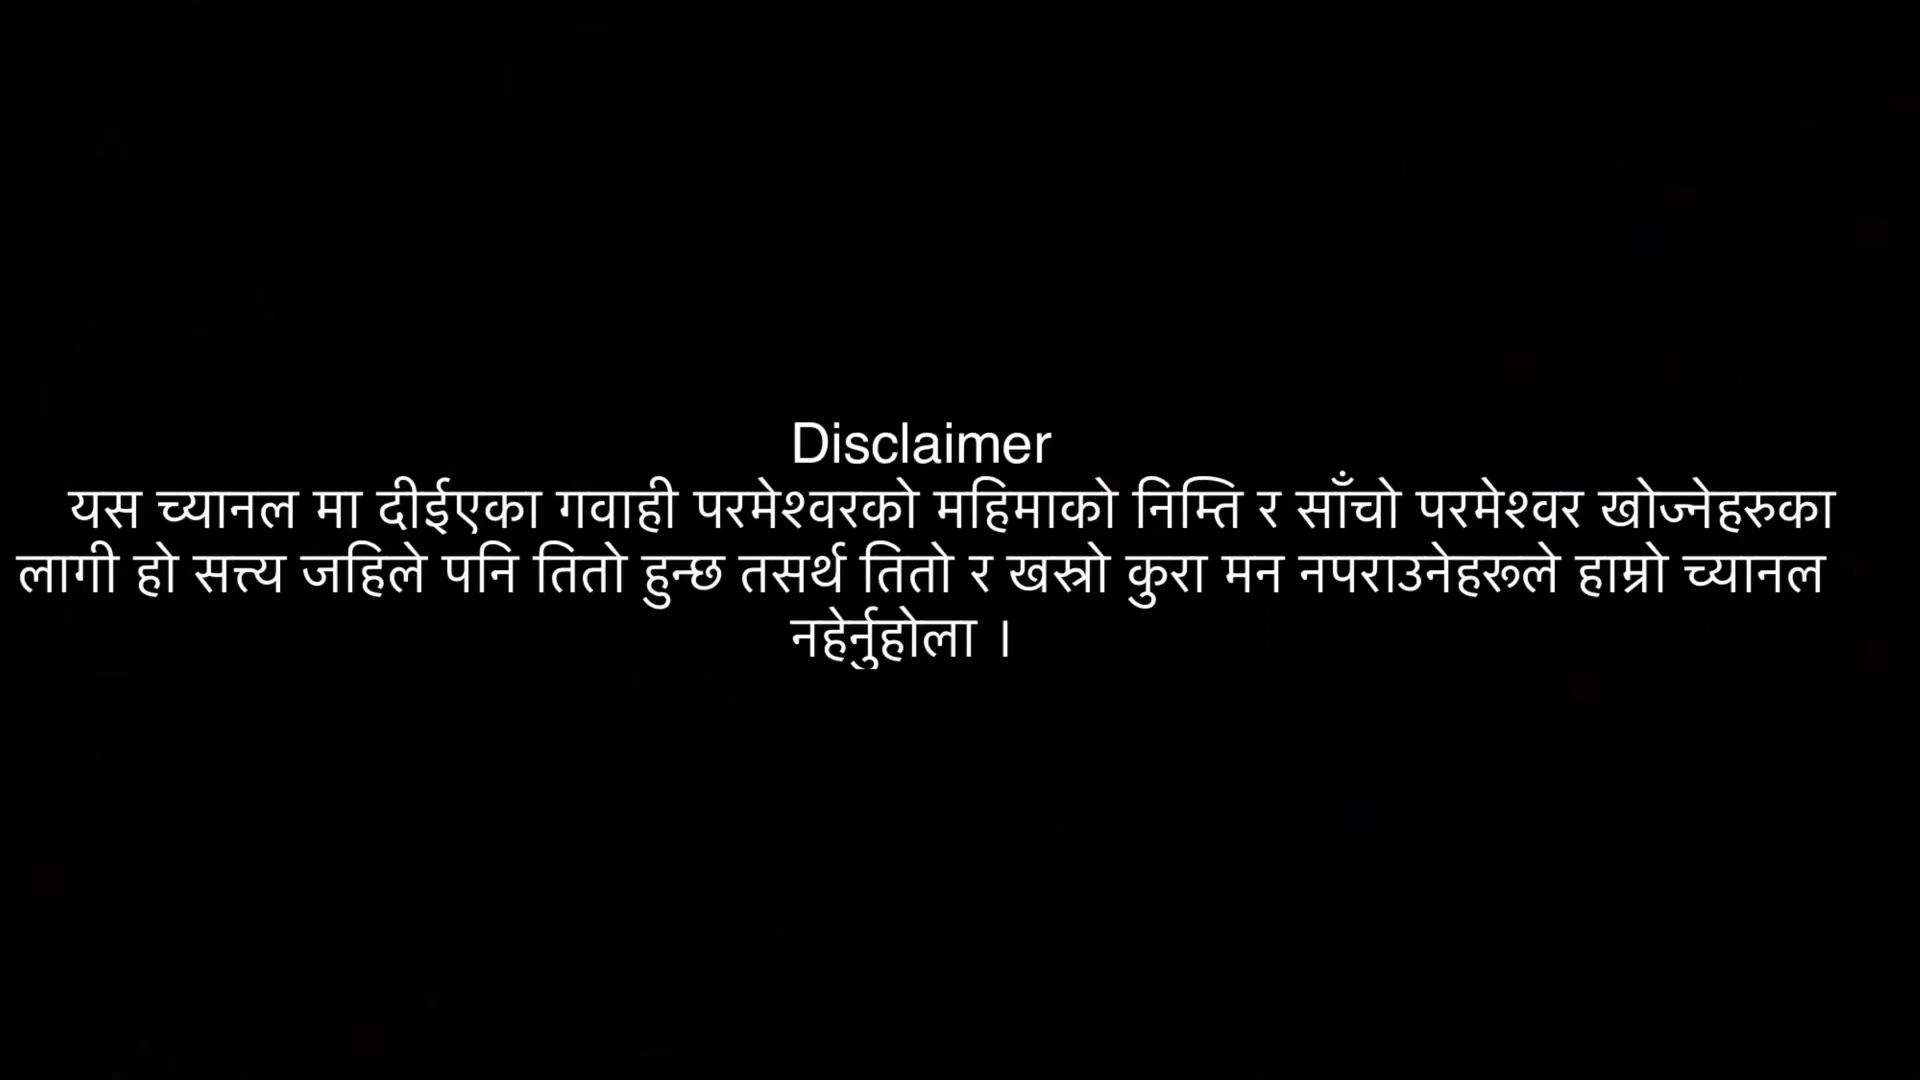 Disclaimer
यस च्यानल मा दीईएका गवाही परमेश्वरको महिमाको निम्ति र साँचो परमेश्वर खोज्नेहरुका
लागी हो सत्त्य जहिले पनि तितो हुन्छ तसर्थ तितो र खस्रो कुरा मन नपराउनेहरूले हाम्रो च्यानल
नहेर्नुहोला ।